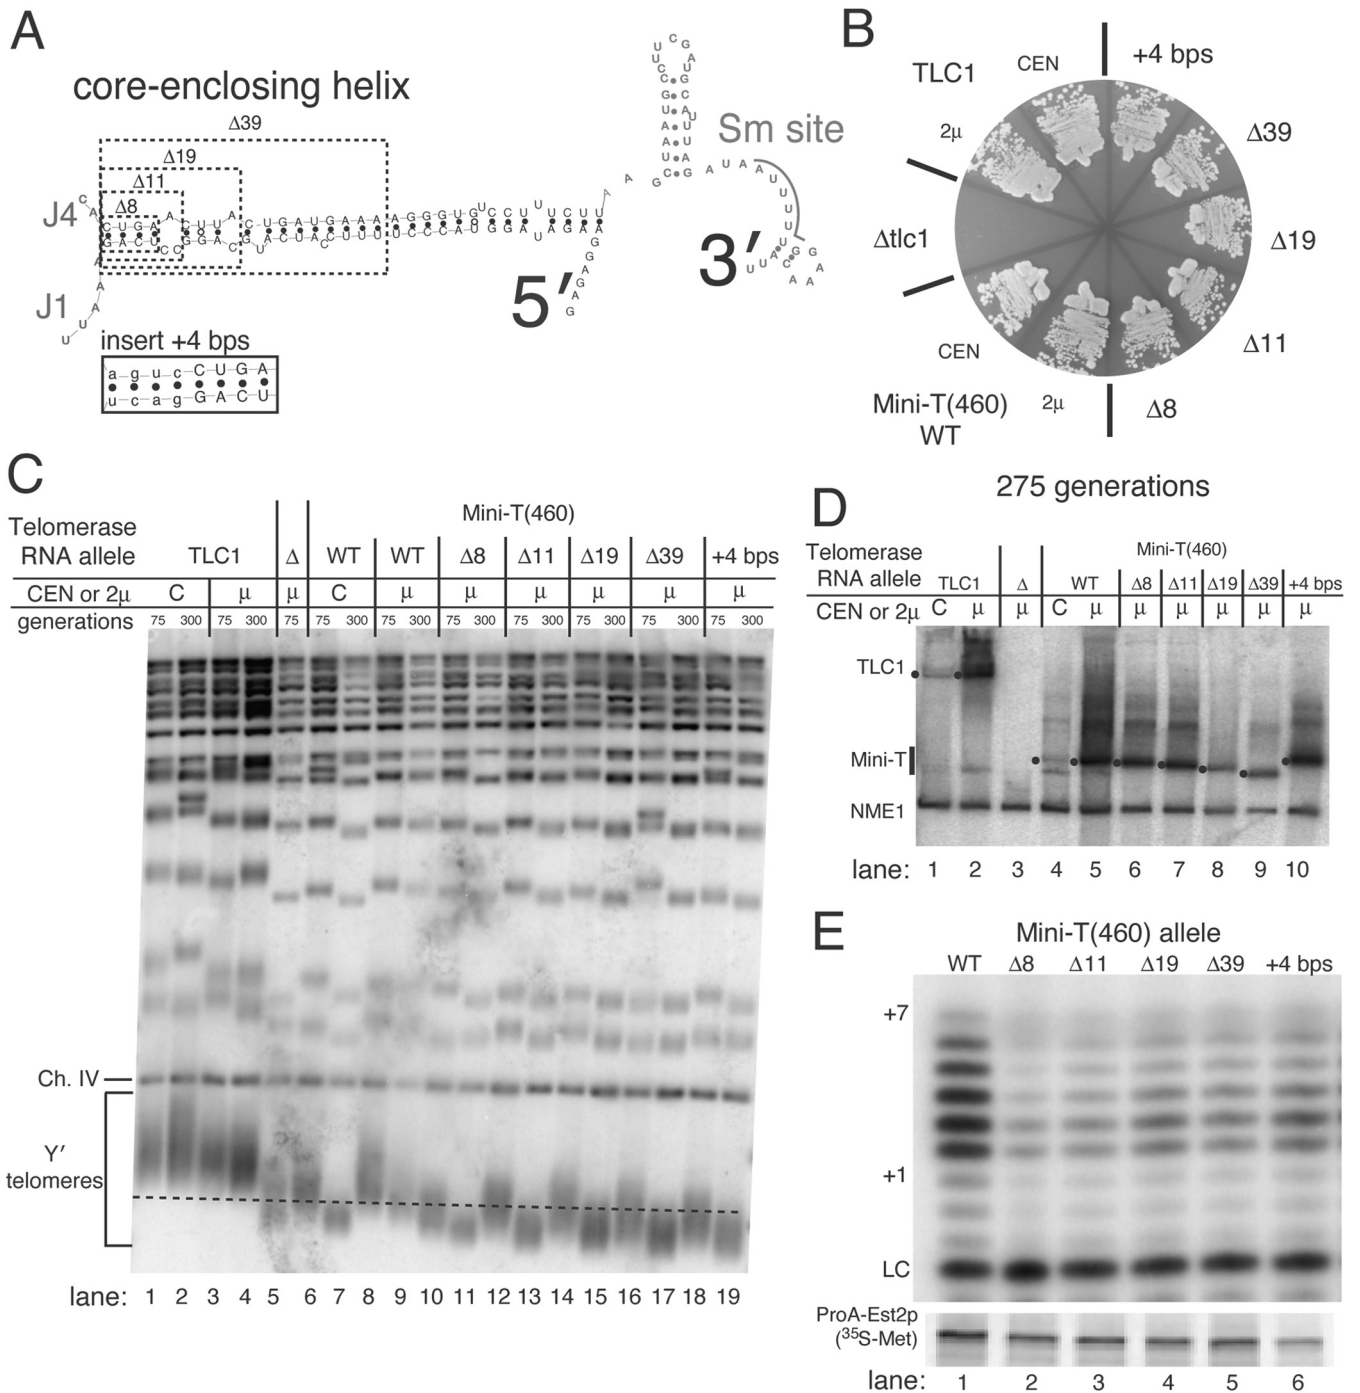 A
core-enclosing helix
Δ39
Δ19
Δ11
Δ8
J4
J1
5′
3′
Sm site
insert +4 bps
a g u c C U G A
u c a g G A C U
B
TLC1
CEN
+4 bps
2μ
Δ39
Δtlc1
Δ19
CEN
Δ11
Mini-T(460)
2μ
Δ8
WT
275 generations
C
Telomerase
RNA allele
Mini-T(460)
TLC1 Δ WT WT Δ8 Δ11 Δ19 Δ39 +4 bps
CEN or 2μ C μ μ C μ μ μ μ μ μ
generations 75 300 75 300 75 75 300 75 300 75 300 75 300 75 300 75 300 75 300
Ch. IV
Y′
telomeres
lane: 1 2 3 4 5 6 7 8 9 10 11 12 13 14 15 16 17 18 19
D
Telomerase
RNA allele
Mini-T(460)
TLC1 Δ WT Δ8 Δ11 Δ19 Δ39 +4 bps
CEN or 2μ C μ μ C μ μ μ μ μ μ
TLC1
Mini-T
NME1
lane: 1 2 3 4 5 6 7 8 9 10
E
Mini-T(460) allele
WT Δ8 Δ11 Δ19 Δ39 +4 bps
+7
+1
LC
ProA-Est2p
(³⁵S-Met)
lane: 1 2 3 4 5 6